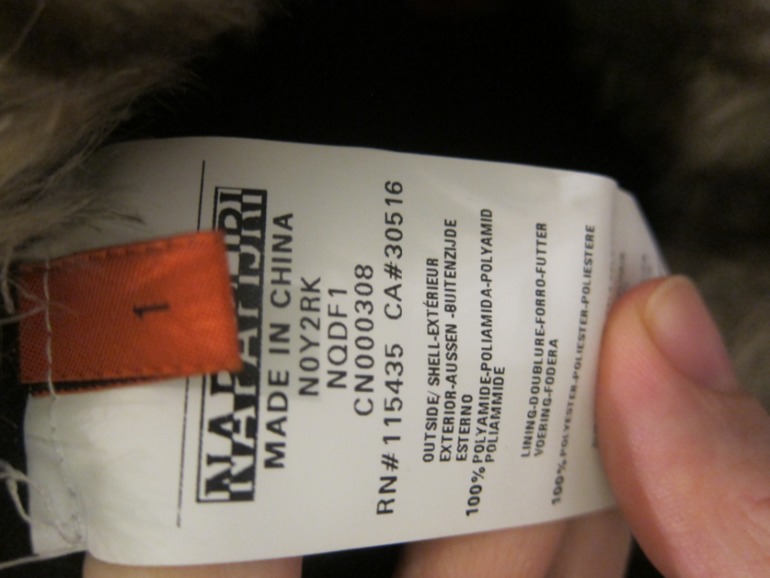 1
NAPAPIJRI
MADE IN CHINA
N0Y2RK
NQDF1
CN000308
RN#115435 CA#30516
OUTSIDE/ SHELL-EXTÉRIEUR
EXTERIOR-AUSSEN -BUITENZIJDE
ESTERNO
100% POLYAMIDE-POLIAMIDA-POLYAMID
POLIAMMIDE
LINING-DOUBLURE-FORRO-FUTTER
VOERING-FODERA
100% POLYESTER-POLIESTER-POLIESTERE